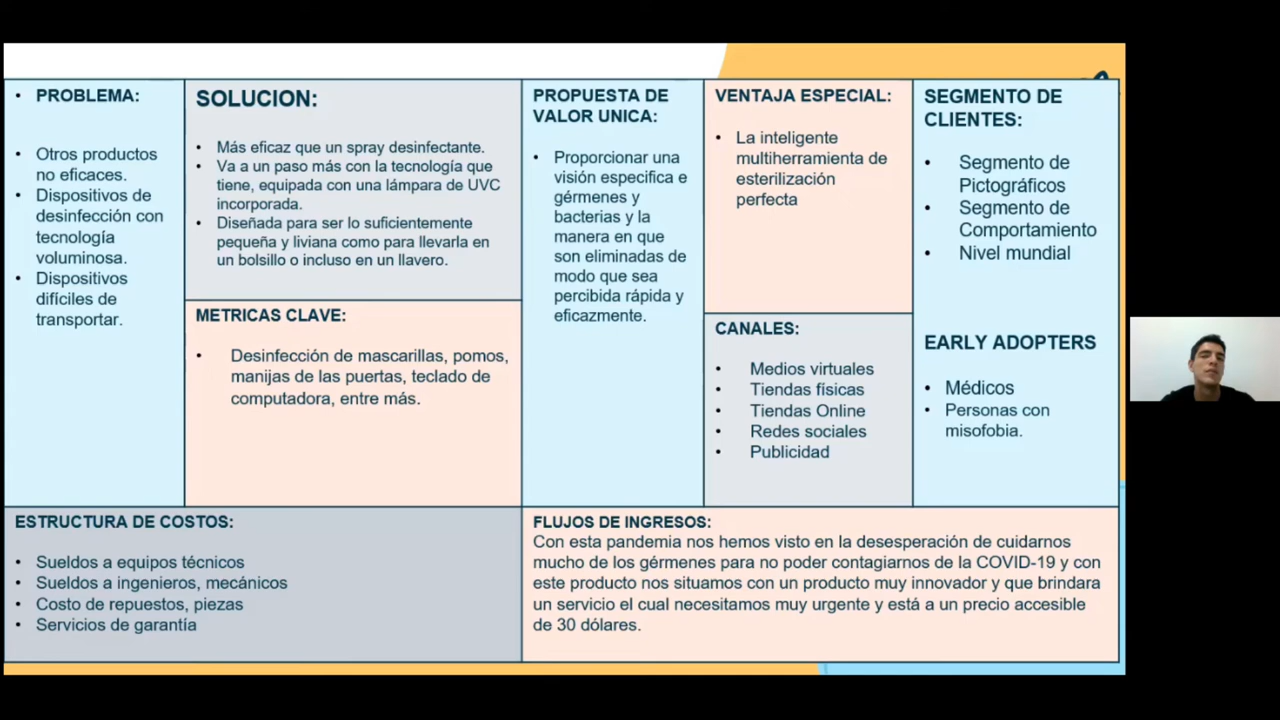 PROBLEMA:
Otros productos
no eficaces.
Dispositivos de
desinfección con
tecnología
voluminosa.
Dispositivos
difíciles de
transportar.
SOLUCION:
Más eficaz que un spray desinfectante.
Va a un paso más con la tecnología que
tiene, equipada con una lámpara de UVC
incorporada.
Diseñada para ser lo suficientemente
pequeña y liviana como para llevarla en
un bolsillo o incluso en un llavero.
METRICAS CLAVE:
Desinfección de mascarillas, pomos,
manijas de las puertas, teclado de
computadora, entre más.
PROPUESTA DE
VALOR UNICA:
Proporcionar una
visión especifica e
gérmenes y
bacterias y la
manera en que
son eliminadas de
modo que sea
percibida rápida y
eficazmente.
VENTAJA ESPECIAL:
La inteligente
multiherramienta de
esterilización
perfecta
CANALES:
Medios virtuales
Tiendas físicas
Tiendas Online
Redes sociales
Publicidad
SEGMENTO DE
CLIENTES:
Segmento de
Pictográficos
Segmento de
Comportamiento
Nivel mundial
EARLY ADOPTERS
Médicos
Personas con
misofobia.
ESTRUCTURA DE COSTOS:
Sueldos a equipos técnicos
Sueldos a ingenieros, mecánicos
Costo de repuestos, piezas
Servicios de garantía
FLUJOS DE INGRESOS:
Con esta pandemia nos hemos visto en la desesperación de cuidarnos
mucho de los gérmenes para no poder contagiarnos de la COVID-19 y con
este producto nos situamos con un producto muy innovador y que brindara
un servicio el cual necesitamos muy urgente y está a un precio accesible
de 30 dólares.